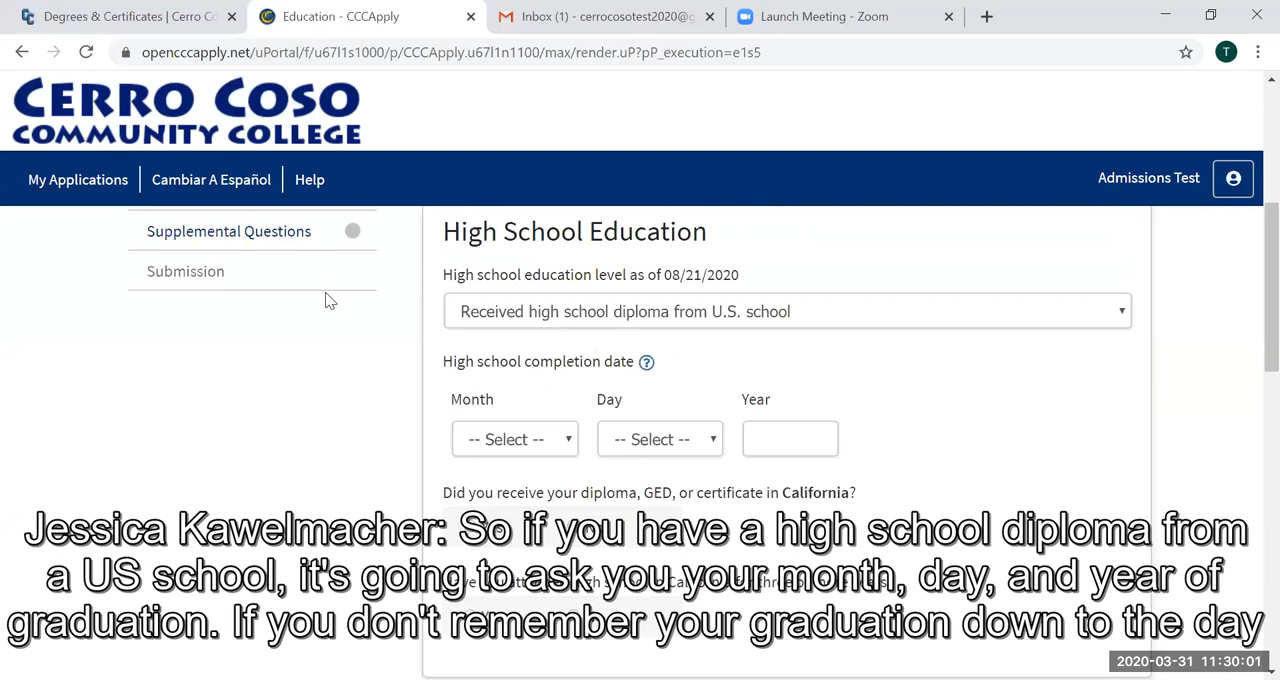 Degrees & Certificates | Cerro Co
Education - CCCApply
Inbox (1) - cerrocosotest2020@g
Launch Meeting - Zoom
opencccapply.net/uPortal/f/u67l1s1000/p/CCCApply.u67l1n1100/max/render.uP?pP_execution=e1s5
T
CERRO COSO
COMMUNITY COLLEGE
My Applications
Cambiar A Español
Help
Admissions Test
Supplemental Questions
Submission
High School Education
High school education level as of 08/21/2020
Received high school diploma from U.S. school
High school completion date ?
Month Day Year
-- Select -- -- Select --
Did you receive your diploma, GED, or certificate in California?
Jessica Kawelmacher: So if you have a high school diploma from
a US school, it's going to ask you your month, day, and year of
graduation. If you don't remember your graduation down to the day
2020-03-31 11:30:01